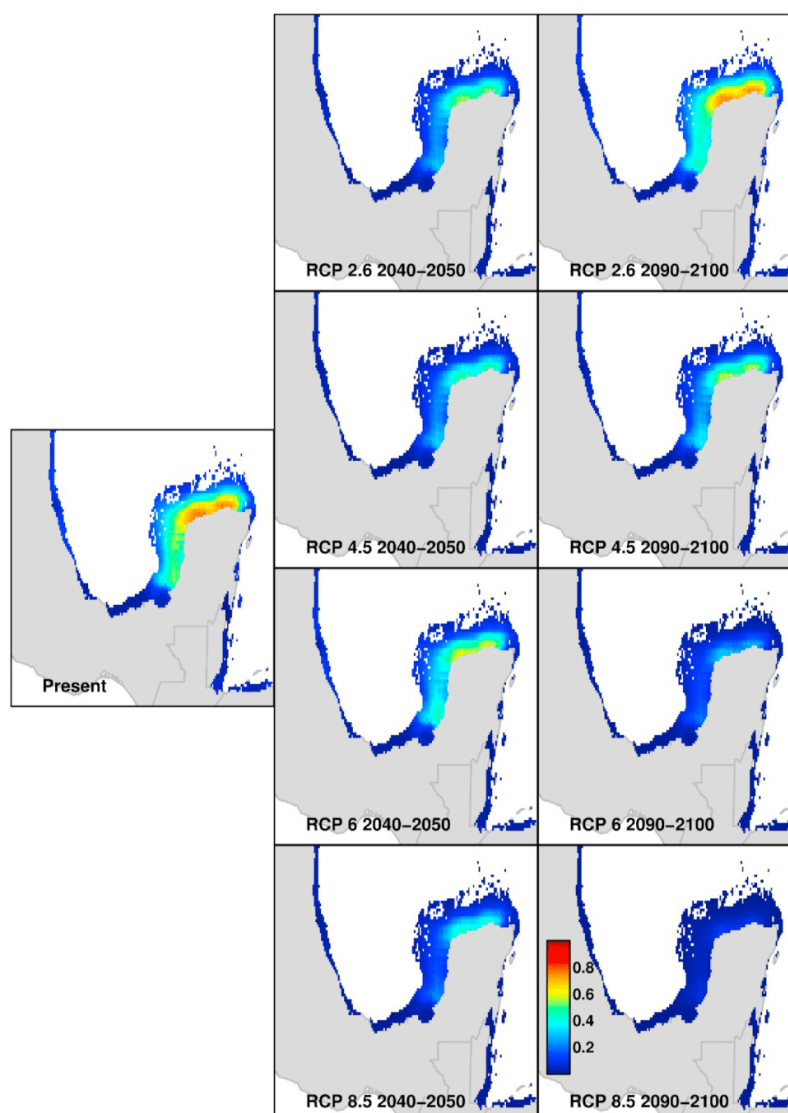 RCP 2.6 2040−2050
RCP 2.6 2090−2100
RCP 4.5 2040−2050
RCP 4.5 2090−2100
Present
RCP 6 2040−2050
RCP 6 2090−2100
0.8
0.6
0.4
0.2
RCP 8.5 2040−2050
RCP 8.5 2090−2100